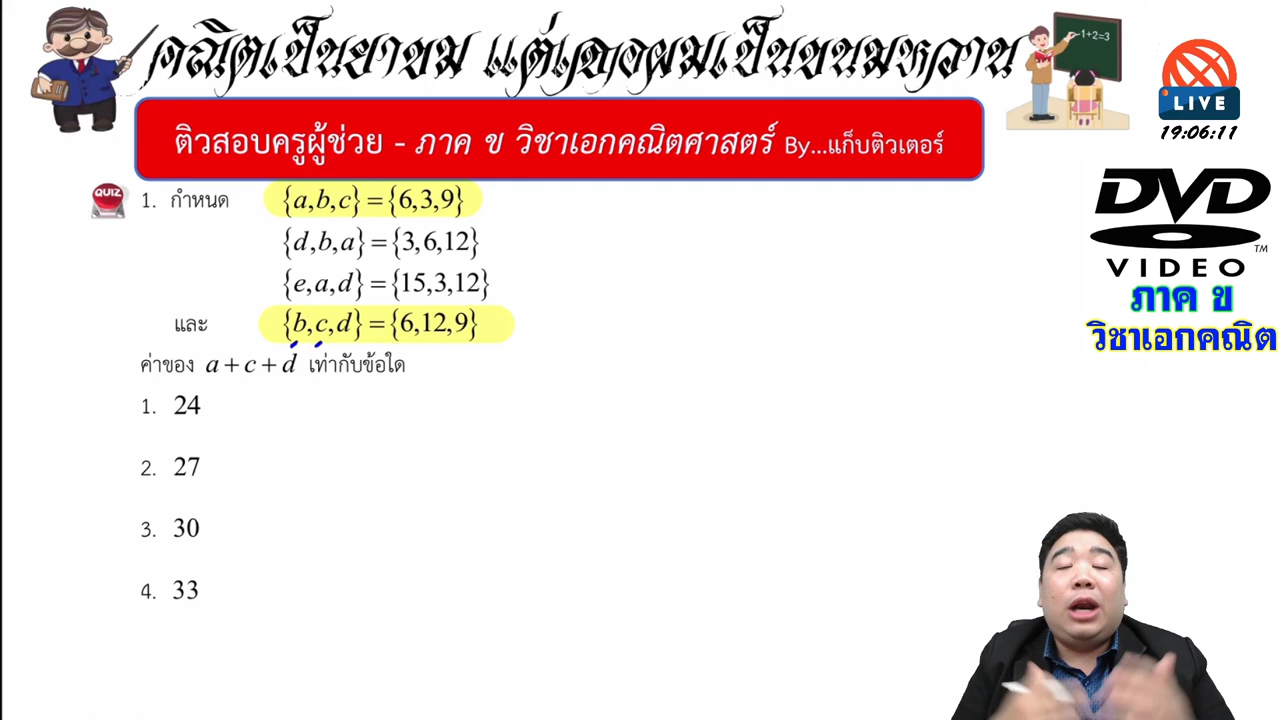 คณิตเป็นยาขม แต่เจอผมเป็นขนมหวาน
-1+2=3
LIVE
19:06:11
ติวสอบครูผู้ช่วย - ภาค ข วิชาเอกคณิตศาสตร์ By...แก็บติวเตอร์
DVD
TM
VIDEO
ภาค ข
วิชาเอกคณิต
QUIZ
1. กำหนด {a,b,c} = {6,3,9}
{d,b,a} = {3,6,12}
{e,a,d} = {15,3,12}
และ {b,c,d} = {6,12,9}
ค่าของ a + c + d เท่ากับข้อใด
1. 24
2. 27
3. 30
4. 33